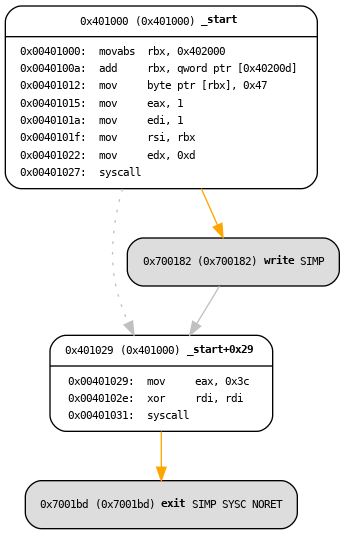 0x401000 (0x401000) _start
0x00401000: movabs rbx, 0x402000
0x0040100a: add rbx, qword ptr [0x40200d]
0x00401012: mov byte ptr [rbx], 0x47
0x00401015: mov eax, 1
0x0040101a: mov edi, 1
0x0040101f: mov rsi, rbx
0x00401022: mov edx, 0xd
0x00401027: syscall
0x700182 (0x700182) write SIMP
0x401029 (0x401000) _start+0x29
0x00401029: mov eax, 0x3c
0x0040102e: xor rdi, rdi
0x00401031: syscall
0x7001bd (0x7001bd) exit SIMP SYSC NORET